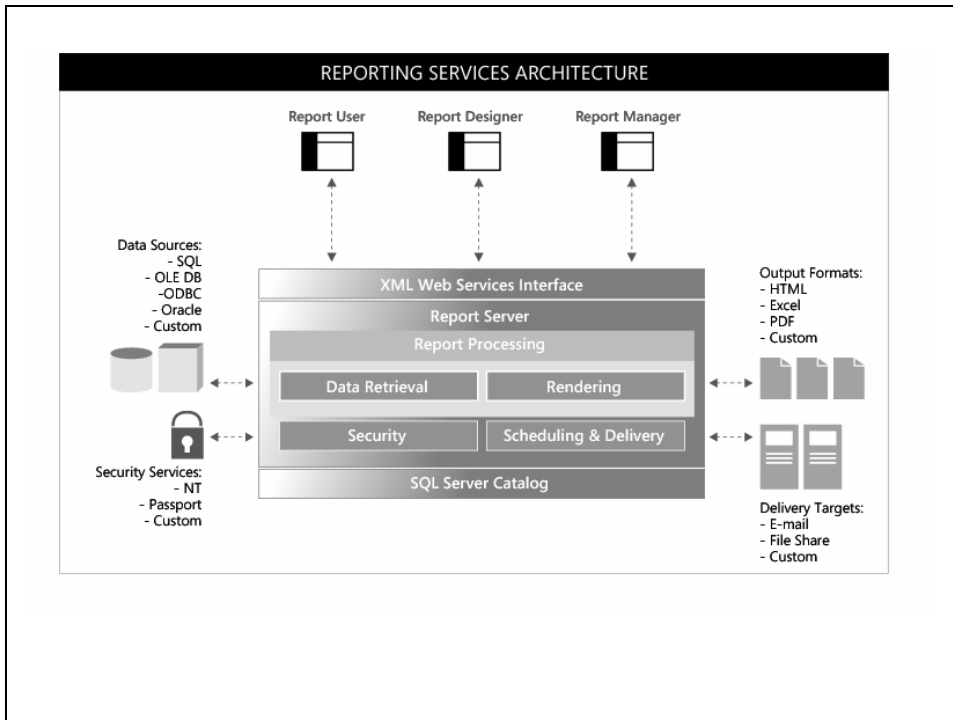 REPORTING SERVICES ARCHITECTURE
Report User
Report Designer
Report Manager
Data Sources:
- SQL
- OLE DB
-ODBC
- Oracle
- Custom
XML Web Services Interface
Report Server
Report Processing
Data Retrieval
Rendering
Security
Scheduling & Delivery
SQL Server Catalog
Output Formats:
- HTML
- Excel
- PDF
- Custom
Security Services:
- NT
- Passport
- Custom
Delivery Targets:
- E-mail
- File Share
- Custom